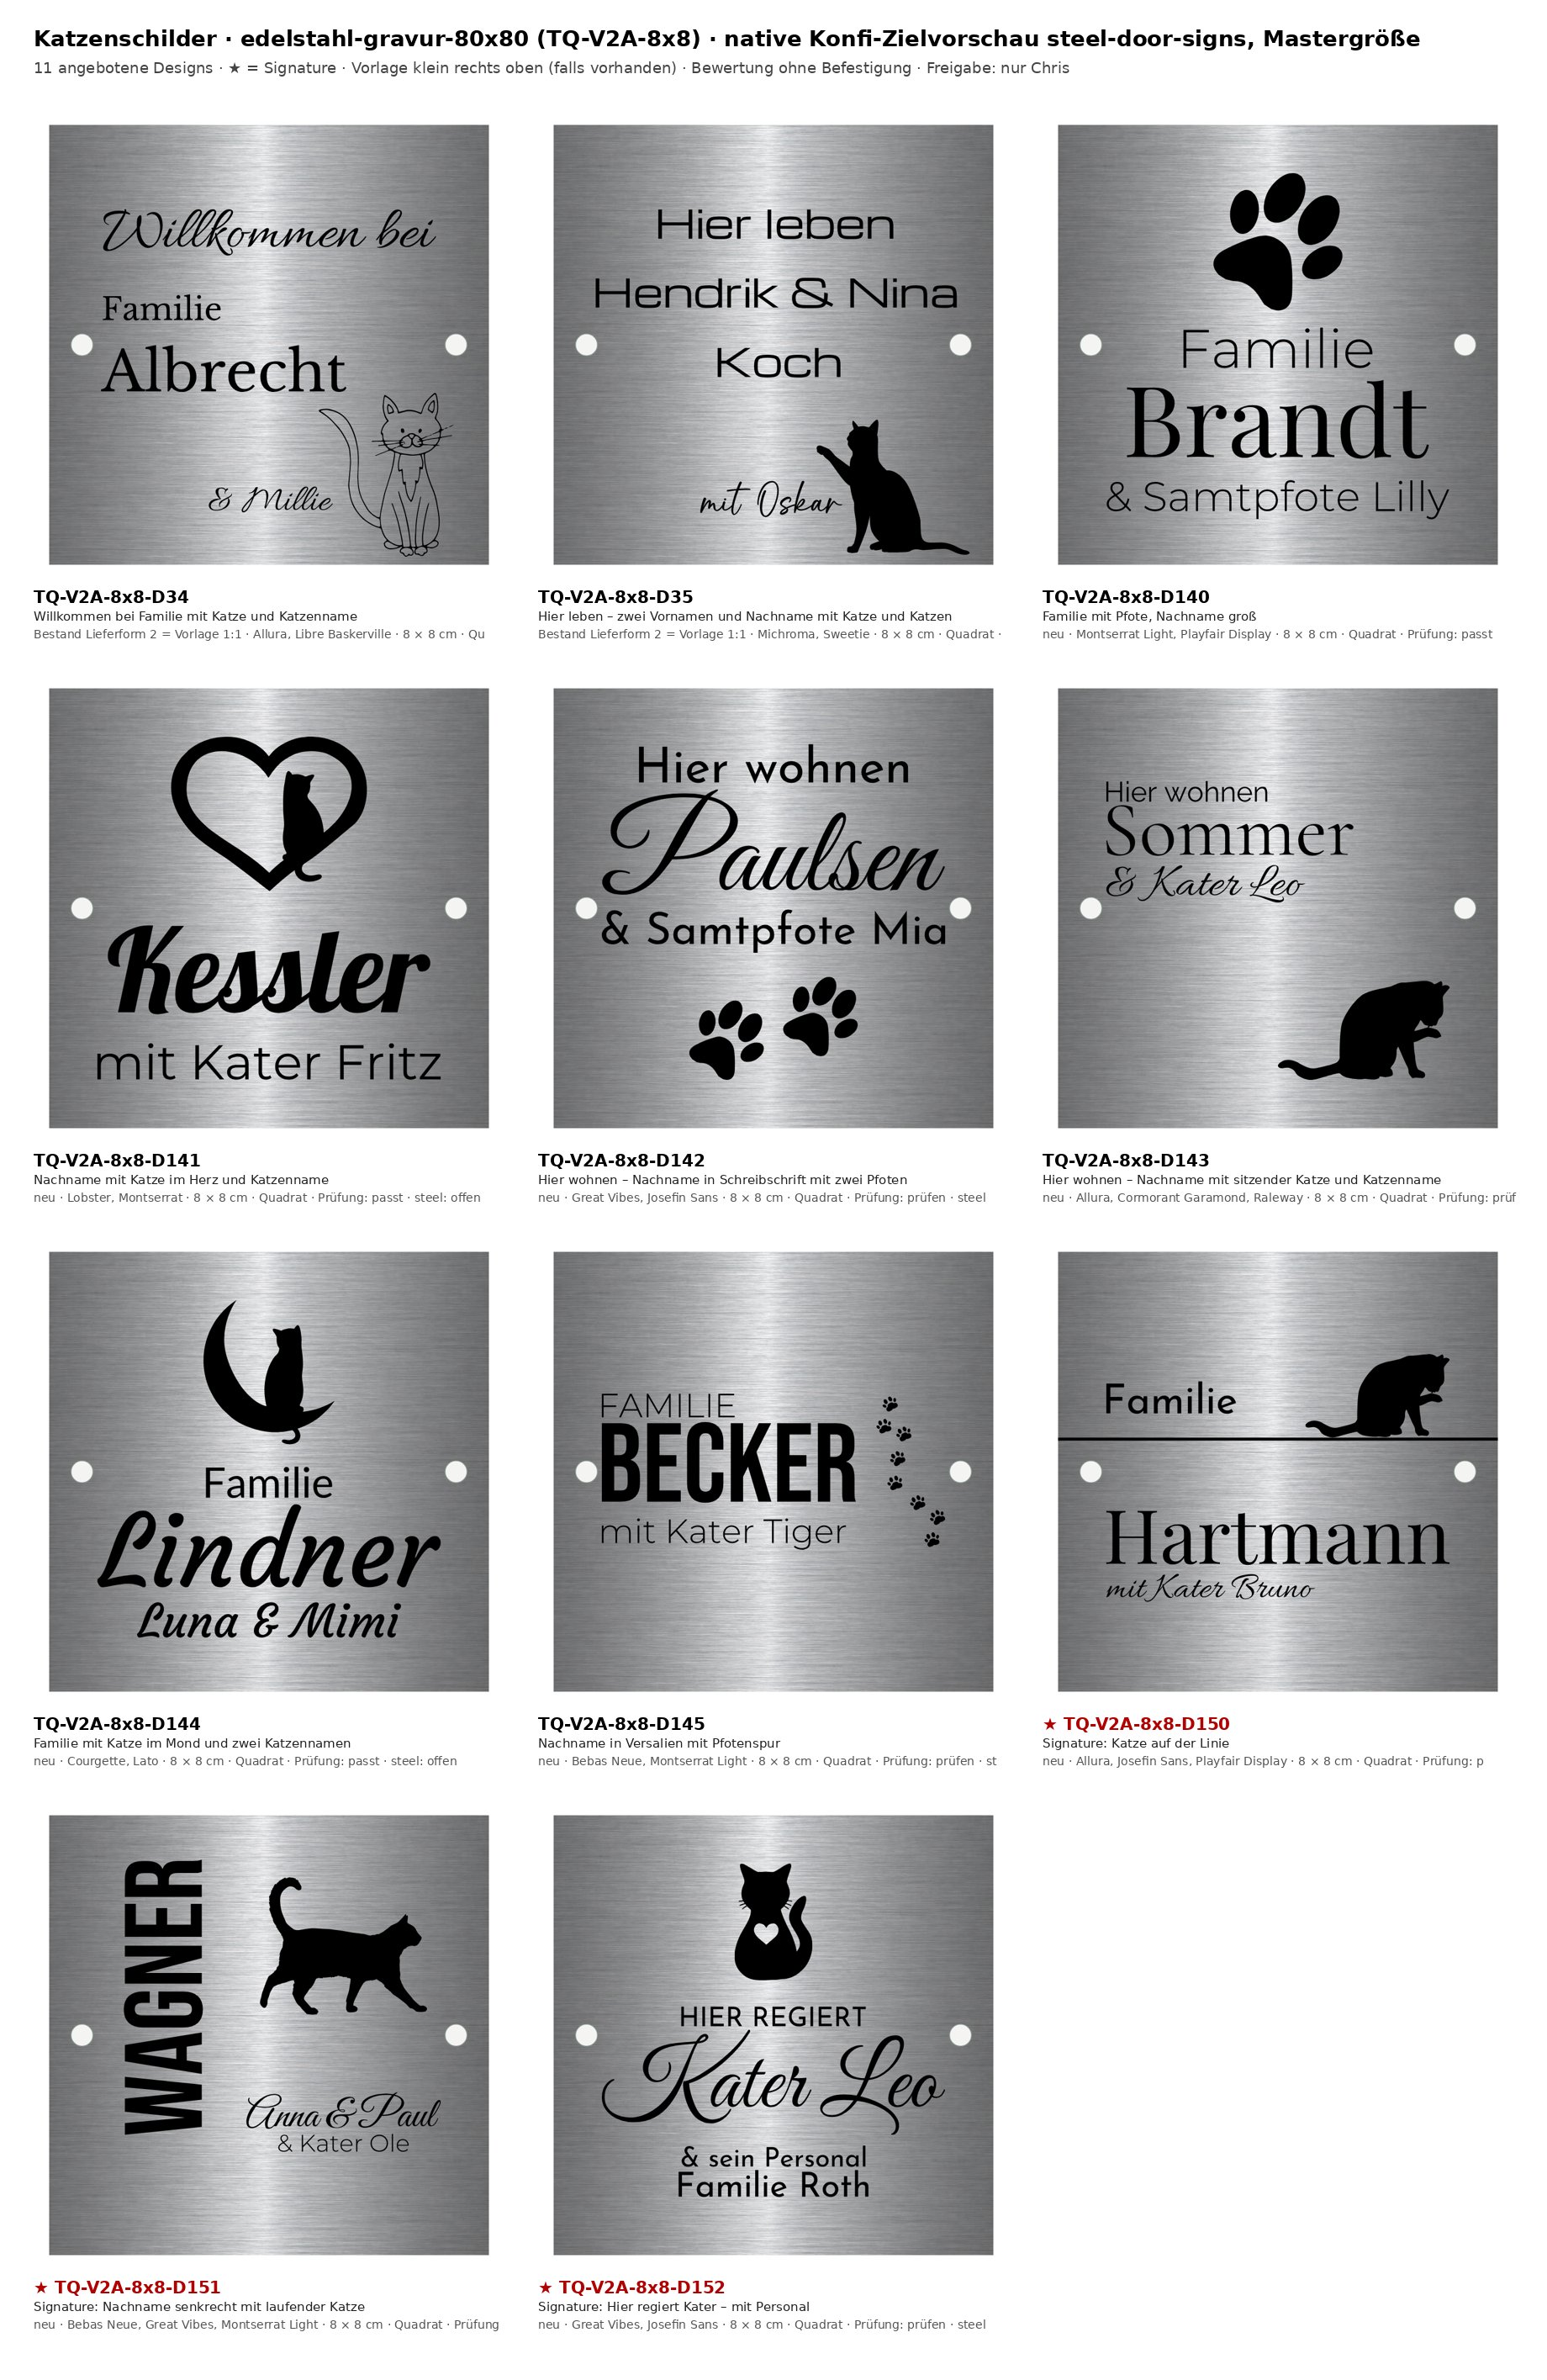 Katzenschilder · edelstahl-gravur-80x80 (TQ-V2A-8x8) · native Konfi-Zielvorschau steel-door-signs, Mastergröße
11 angebotene Designs · ★ = Signature · Vorlage klein rechts oben (falls vorhanden) · Bewertung ohne Befestigung · Freigabe: nur Chris
Willkommen bei
Familie
Albrecht
& Millie
TQ-V2A-8x8-D34
Willkommen bei Familie mit Katze und Katzenname
Bestand Lieferform 2 = Vorlage 1:1 · Allura, Libre Baskerville · 8 × 8 cm · Qu
Hier leben
Hendrik & Nina
Koch
mit Oskar
TQ-V2A-8x8-D35
Hier leben – zwei Vornamen und Nachname mit Katze und Katzen
Bestand Lieferform 2 = Vorlage 1:1 · Michroma, Sweetie · 8 × 8 cm · Quadrat ·
Familie
Brandt
& Samtpfote Lilly
TQ-V2A-8x8-D140
Familie mit Pfote, Nachname groß
neu · Montserrat Light, Playfair Display · 8 × 8 cm · Quadrat · Prüfung: passt
Kessler
mit Kater Fritz
TQ-V2A-8x8-D141
Nachname mit Katze im Herz und Katzenname
neu · Lobster, Montserrat · 8 × 8 cm · Quadrat · Prüfung: passt · steel: offen
Hier wohnen
Paulsen
& Samtpfote Mia
TQ-V2A-8x8-D142
Hier wohnen – Nachname in Schreibschrift mit zwei Pfoten
neu · Great Vibes, Josefin Sans · 8 × 8 cm · Quadrat · Prüfung: prüfen · steel
Hier wohnen
Sommer
& Kater Leo
TQ-V2A-8x8-D143
Hier wohnen – Nachname mit sitzender Katze und Katzenname
neu · Allura, Cormorant Garamond, Raleway · 8 × 8 cm · Quadrat · Prüfung: prüf
Familie
Lindner
Luna & Mimi
TQ-V2A-8x8-D144
Familie mit Katze im Mond und zwei Katzennamen
neu · Courgette, Lato · 8 × 8 cm · Quadrat · Prüfung: passt · steel: offen
FAMILIE
BECKER
mit Kater Tiger
TQ-V2A-8x8-D145
Nachname in Versalien mit Pfotenspur
neu · Bebas Neue, Montserrat Light · 8 × 8 cm · Quadrat · Prüfung: prüfen · st
Familie
Hartmann
mit Kater Bruno
★ TQ-V2A-8x8-D150
Signature: Katze auf der Linie
neu · Allura, Josefin Sans, Playfair Display · 8 × 8 cm · Quadrat · Prüfung: p
WAGNER
Anna & Paul
& Kater Ole
★ TQ-V2A-8x8-D151
Signature: Nachname senkrecht mit laufender Katze
neu · Bebas Neue, Great Vibes, Montserrat Light · 8 × 8 cm · Quadrat · Prüfung
HIER REGIERT
Kater Leo
& sein Personal
Familie Roth
★ TQ-V2A-8x8-D152
Signature: Hier regiert Kater – mit Personal
neu · Great Vibes, Josefin Sans · 8 × 8 cm · Quadrat · Prüfung: prüfen · steel